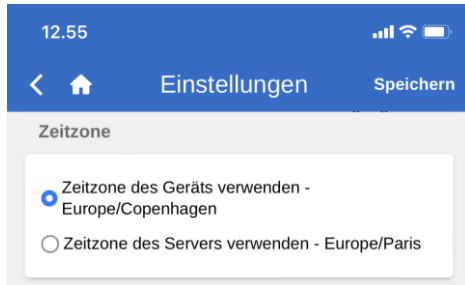 12.55
Einstellungen
Speichern
Zeitzone
Zeitzone des Geräts verwenden -
Europe/Copenhagen
Zeitzone des Servers verwenden - Europe/Paris